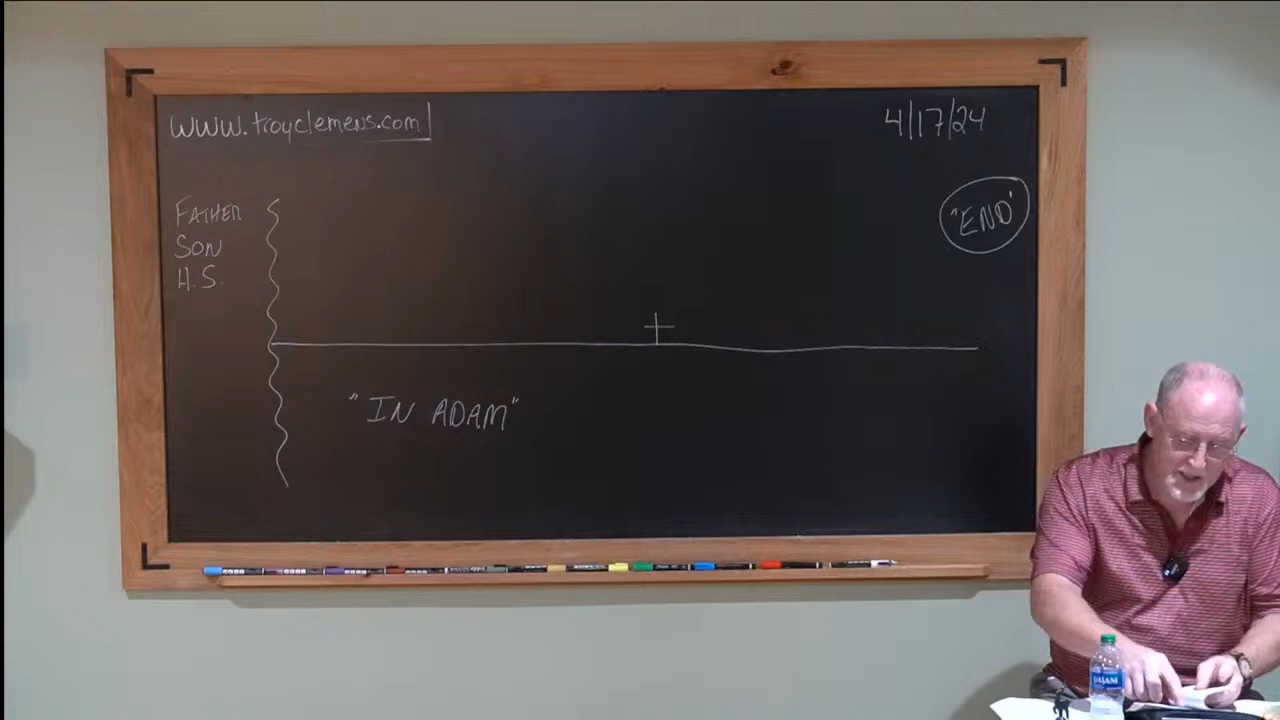 www.troyclemens.com
4/17/24
FATHER
SON
H.S.
"END"
"IN ADAM"
DASANI